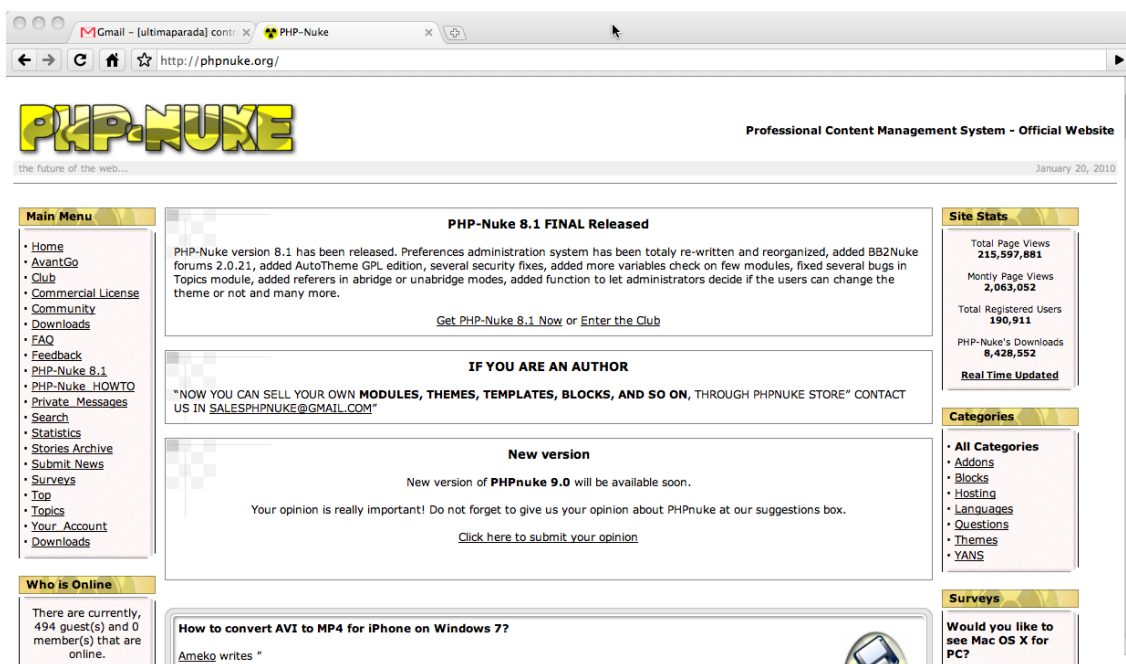 Gmail - [ultimaparada] contr
PHP-Nuke
http://phpnuke.org/
PHP-NUKE
Professional Content Management System - Official Website
the future of the web...
January 20, 2010
Main Menu
· Home
· AvantGo
· Club
· Commercial License
· Community
· Downloads
· FAQ
· Feedback
· PHP-Nuke 8.1
· PHP-Nuke HOWTO
· Private_Messages
· Search
· Statistics
· Stories Archive
· Submit News
· Surveys
· Top
· Topics
· Your_Account
· Downloads
Who is Online
There are currently,
494 guest(s) and 0
member(s) that are
online.
PHP-Nuke 8.1 FINAL Released
PHP-Nuke version 8.1 has been released. Preferences administration system has been totaly re-written and reorganized, added BB2Nuke
forums 2.0.21, added AutoTheme GPL edition, several security fixes, added more variables check on few modules, fixed several bugs in
Topics module, added referers in abridge or unabridge modes, added function to let administrators decide if the users can change the
theme or not and many more.
Get PHP-Nuke 8.1 Now or Enter the Club
IF YOU ARE AN AUTHOR
"NOW YOU CAN SELL YOUR OWN MODULES, THEMES, TEMPLATES, BLOCKS, AND SO ON, THROUGH PHPNUKE STORE" CONTACT
US IN SALESPHPNUKE@GMAIL.COM"
New version
New version of PHPnuke 9.0 will be available soon.
Your opinion is really important! Do not forget to give us your opinion about PHPnuke at our suggestions box.
Click here to submit your opinion
How to convert AVI to MP4 for iPhone on Windows 7?
Ameko writes "
Site Stats
Total Page Views
215,597,881
Montly Page Views
2,063,052
Total Registered Users
190,911
PHP-Nuke's Downloads
8,428,552
Real Time Updated
Categories
· All Categories
· Addons
· Blocks
· Hosting
· Languages
· Questions
· Themes
· YANS
Surveys
Would you like to
see Mac OS X for
PC?